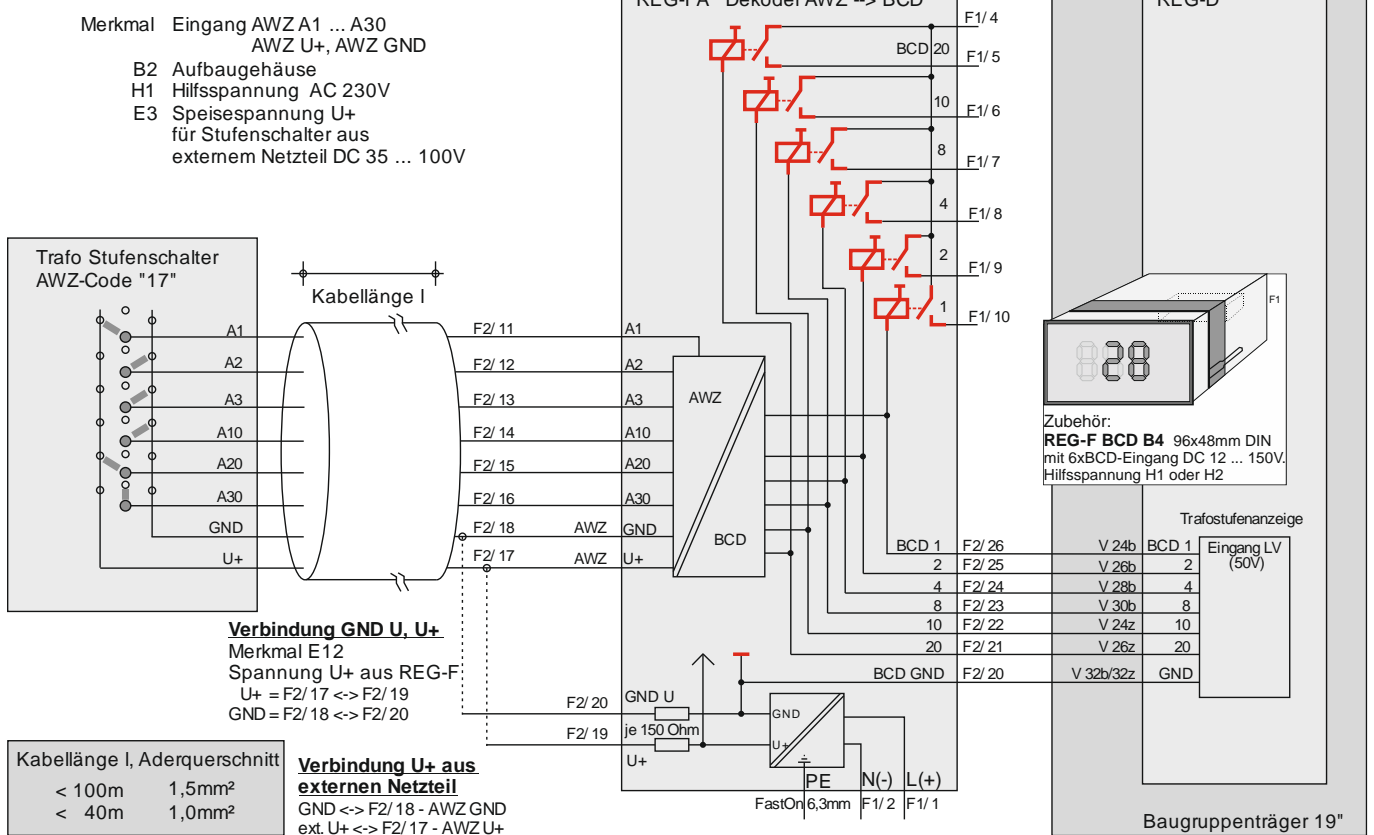 Merkmal Eingang AWZ A1 ... A30
AWZ U+, AWZ GND
B2 Aufbaugehäuse
H1 Hilfsspannung AC 230V
E3 Speisespannung U+
für Stufenschalter aus
externem Netzteil DC 35 ... 100V
Dekoder AWZ --> BCD
REG-D
F1/ 4
BCD 20
F1/ 5
10
F1/ 6
8
F1/ 7
4
F1/ 8
2
F1/ 9
1
F1/ 10
Trafo Stufenschalter
AWZ-Code "17"
Kabellänge l
A1
A2
A3
A10
A20
A30
GND
U+
F2/ 11
F2/ 12
F2/ 13
F2/ 14
F2/ 15
F2/ 16
F2/ 18 AWZ
F2/ 17 AWZ
A1
A2
A3
A10
A20
A30
GND
U+
AWZ
BCD
F1
28
Zubehör:
REG-F BCD B4 96x48mm DIN
mit 6xBCD-Eingang DC 12 ... 150V.
Hilfsspannung H1 oder H2
Trafostufenanzeige
BCD 1 F2/ 26 V 24b BCD 1
2 F2/ 25 V 26b 2
4 F2/ 24 V 28b 4
8 F2/ 23 V 30b 8
10 F2/ 22 V 24z 10
20 F2/ 21 V 26z 20
BCD GND F2/ 20 V 32b/32z GND
Eingang LV
(50V)
Verbindung GND U, U+
Merkmal E12
Spannung U+ aus REG-F
U+ = F2/ 17 <-> F2/ 19
GND = F2/ 18 <-> F2/ 20
F2/ 20 GND U
je 150 Ohm
F2/ 19
U+
GND
U+
PE N(-) L(+)
FastOn 6,3mm F1/ 2 F1/ 1
Kabellänge l, Aderquerschnitt
< 100m 1,5mm²
< 40m 1,0mm²
Verbindung U+ aus
externen Netzteil
GND <-> F2/ 18 - AWZ GND
ext. U+ <-> F2/ 17 - AWZ U+
Baugruppenträger 19"